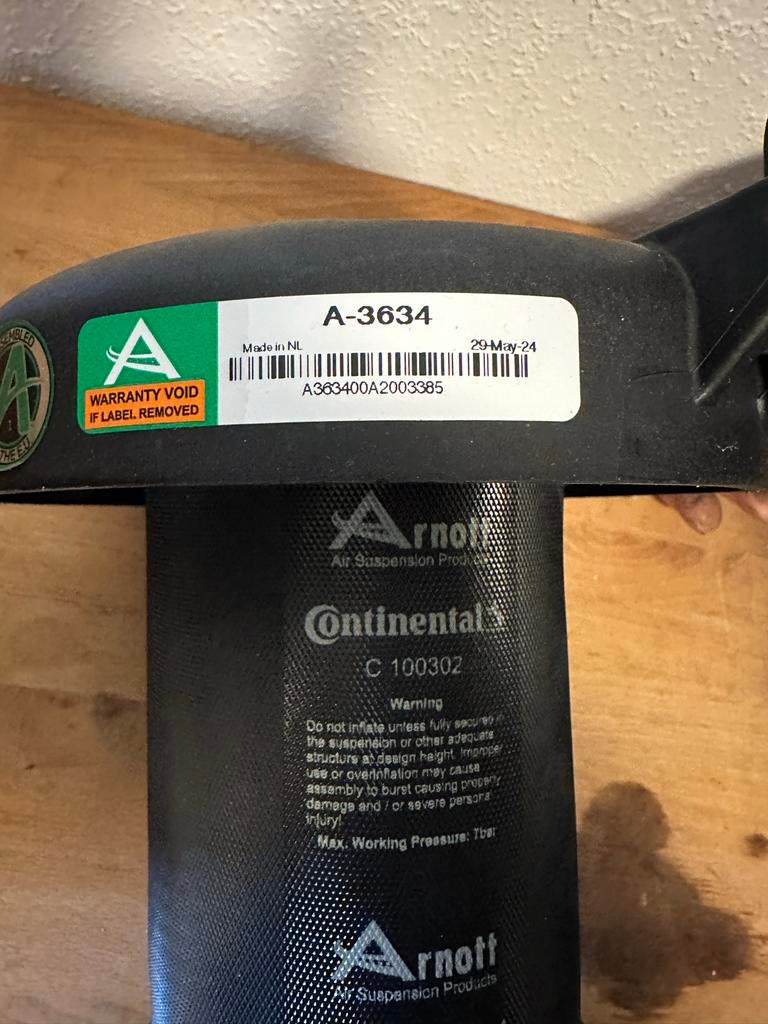 A-3634
Made in NL
29-May-24
A363400A2003385
WARRANTY VOID
IF LABEL REMOVED
A
THE E.U.
Arnott
Air Suspension Products
Continental
C 100302
Warning
Do not inflate unless fully secured in
the suspension or other adequate
structure at design height. Improper
use or overinflation may cause
assembly to burst causing property
damage and / or severe personal
injury!
Max. Working Pressure: 7bar
Arnott
Air Suspension Products